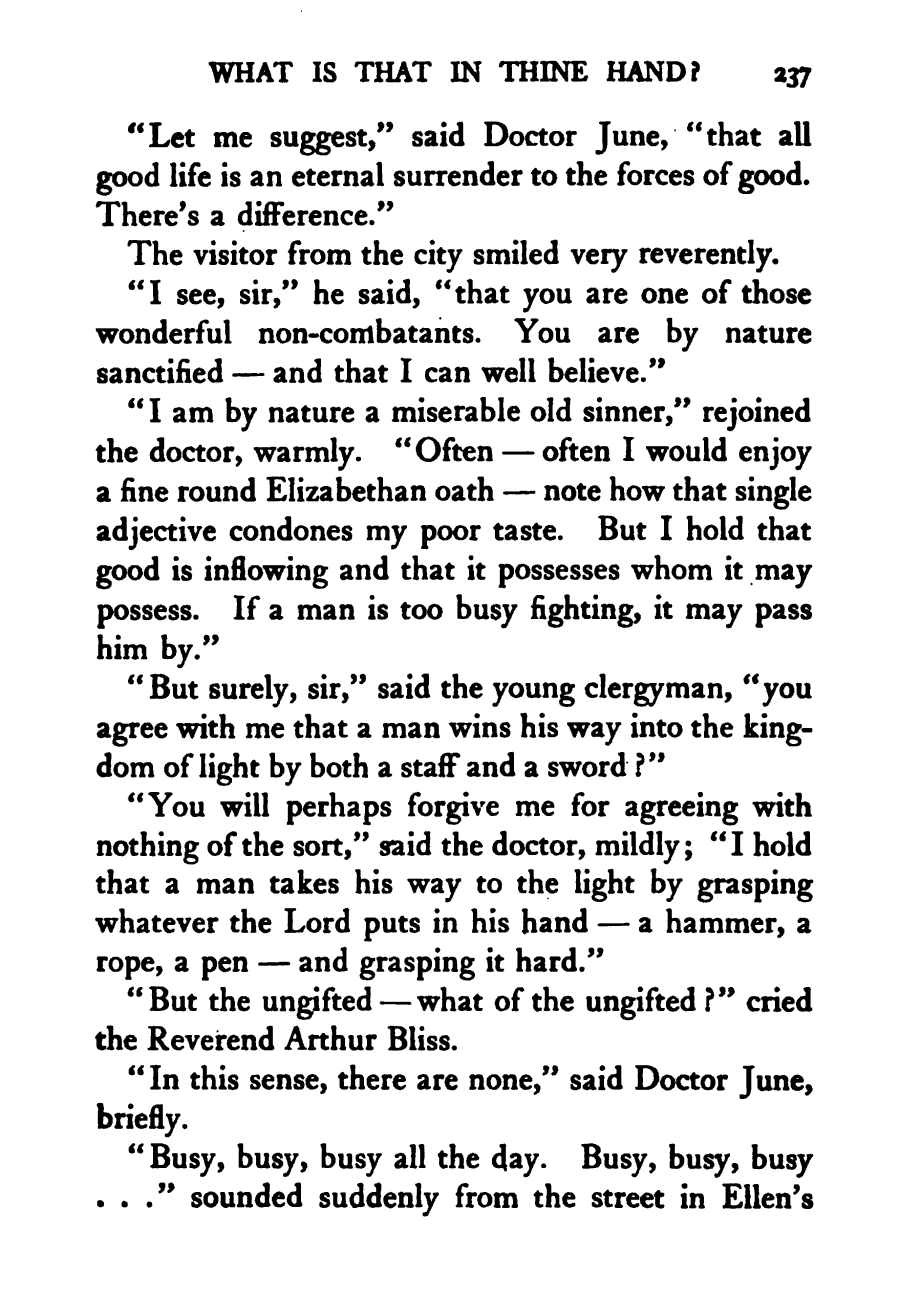 WHAT IS THAT IN THINE HAND? 237
"Let me suggest," said Doctor June, "that all
good life is an eternal surrender to the forces of good.
There's a difference."
The visitor from the city smiled very reverently.
"I see, sir," he said, "that you are one of those
wonderful non-combatants. You are by nature
sanctified — and that I can well believe."
"I am by nature a miserable old sinner," rejoined
the doctor, warmly. "Often — often I would enjoy
a fine round Elizabethan oath — note how that single
adjective condones my poor taste. But I hold that
good is inflowing and that it possesses whom it may
possess. If a man is too busy fighting, it may pass
him by."
"But surely, sir," said the young clergyman, "you
agree with me that a man wins his way into the king-
dom of light by both a staff and a sword?"
"You will perhaps forgive me for agreeing with
nothing of the sort," said the doctor, mildly; "I hold
that a man takes his way to the light by grasping
whatever the Lord puts in his hand — a hammer, a
rope, a pen — and grasping it hard."
"But the ungifted — what of the ungifted?" cried
the Reverend Arthur Bliss.
"In this sense, there are none," said Doctor June,
briefly.
"Busy, busy, busy all the day. Busy, busy, busy
. . ." sounded suddenly from the street in Ellen's